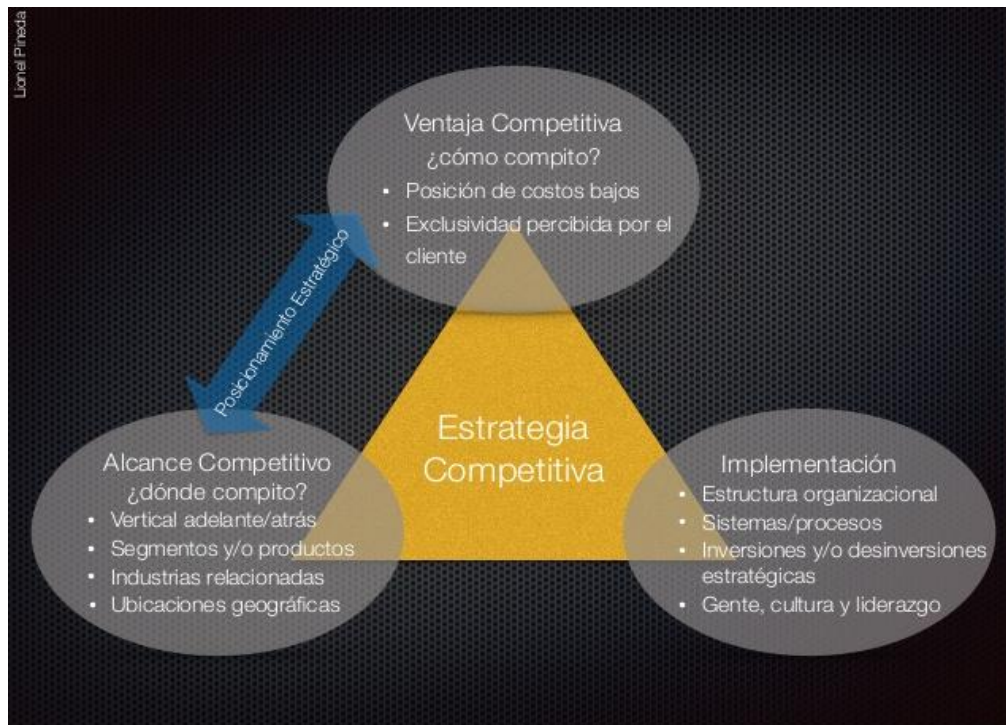 Lionel Pineda
Ventaja Competitiva
¿cómo compito?
• Posición de costos bajos
• Exclusividad percibida por el
cliente
Posicionamiento Estratégico
Estrategia
Competitiva
Alcance Competitivo
¿dónde compito?
• Vertical adelante/atrás
• Segmentos y/o productos
• Industrias relacionadas
• Ubicaciones geográficas
Implementación
• Estructura organizacional
• Sistemas/procesos
• Inversiones y/o desinversiones
estratégicas
• Gente, cultura y liderazgo